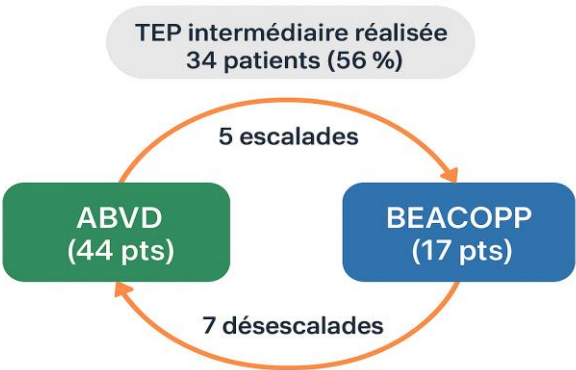 TEP intermédiaire réalisée
34 patients (56 %)
5 escalades
ABVD
(44 pts)
BEACOPP
(17 pts)
7 désescalades